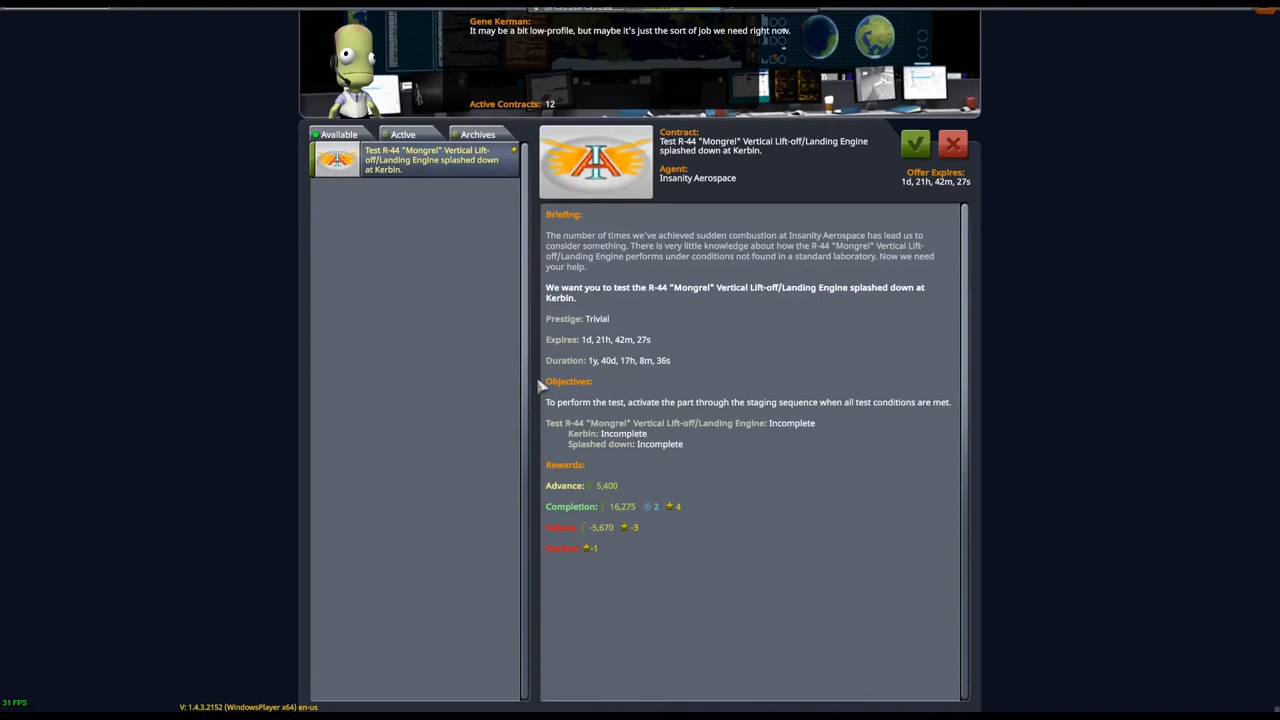 Gene Kerman:
It may be a bit low-profile, but maybe it's just the sort of job we need right now.
Active Contracts: 12
Available
Active
Archives
Test R-44 "Mongrel" Vertical Lift-
off/Landing Engine splashed down
at Kerbin.
Contract:
Test R-44 "Mongrel" Vertical Lift-off/Landing Engine
splashed down at Kerbin.
Agent:
Insanity Aerospace
Offer Expires:
1d, 21h, 42m, 27s
Briefing:
The number of times we've achieved sudden combustion at Insanity Aerospace has lead us to
consider something. There is very little knowledge about how the R-44 "Mongrel" Vertical Lift-
off/Landing Engine performs under conditions not found in a standard laboratory. Now we need
your help.
We want you to test the R-44 "Mongrel" Vertical Lift-off/Landing Engine splashed down at
Kerbin.
Prestige: Trivial
Expires: 1d, 21h, 42m, 27s
Duration: 1y, 40d, 17h, 8m, 36s
Objectives:
To perform the test, activate the part through the staging sequence when all test conditions are met.
Test R-44 "Mongrel" Vertical Lift-off/Landing Engine: Incomplete
Kerbin: Incomplete
Splashed down: Incomplete
Rewards:
Advance: 5,400
Completion: 16,275 2 4
-5,670 -3
-1
31 FPS
V: 1.4.3.2152 (WindowsPlayer x64) en-us